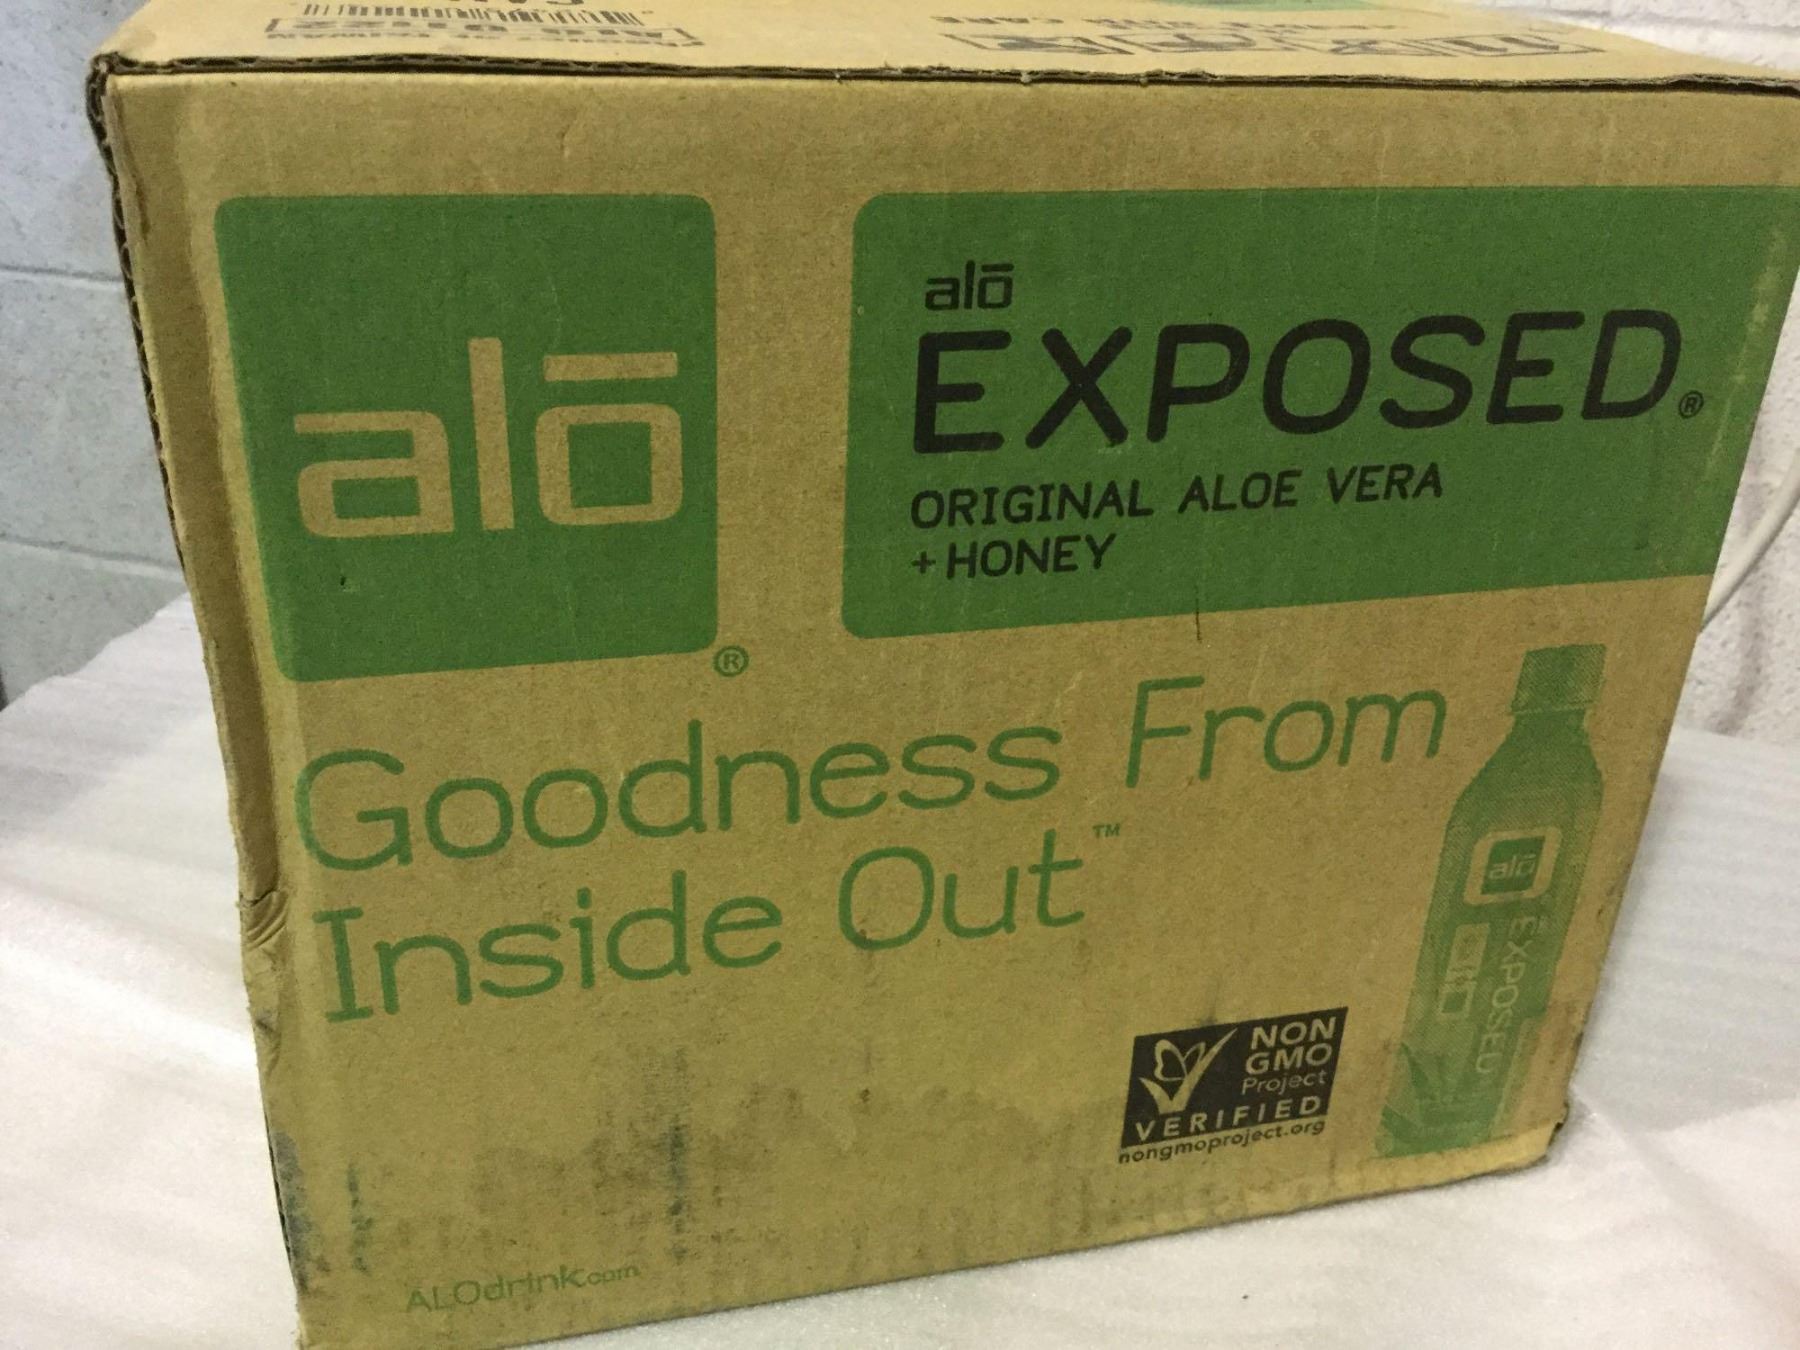 alō
®
alō
EXPOSED®
ORIGINAL ALOE VERA
+ HONEY
Goodness From
Inside Out™
alō
EXPOSED
NON
GMO
Project
VERIFIED
nongmoproject.org
ALOdrink.com